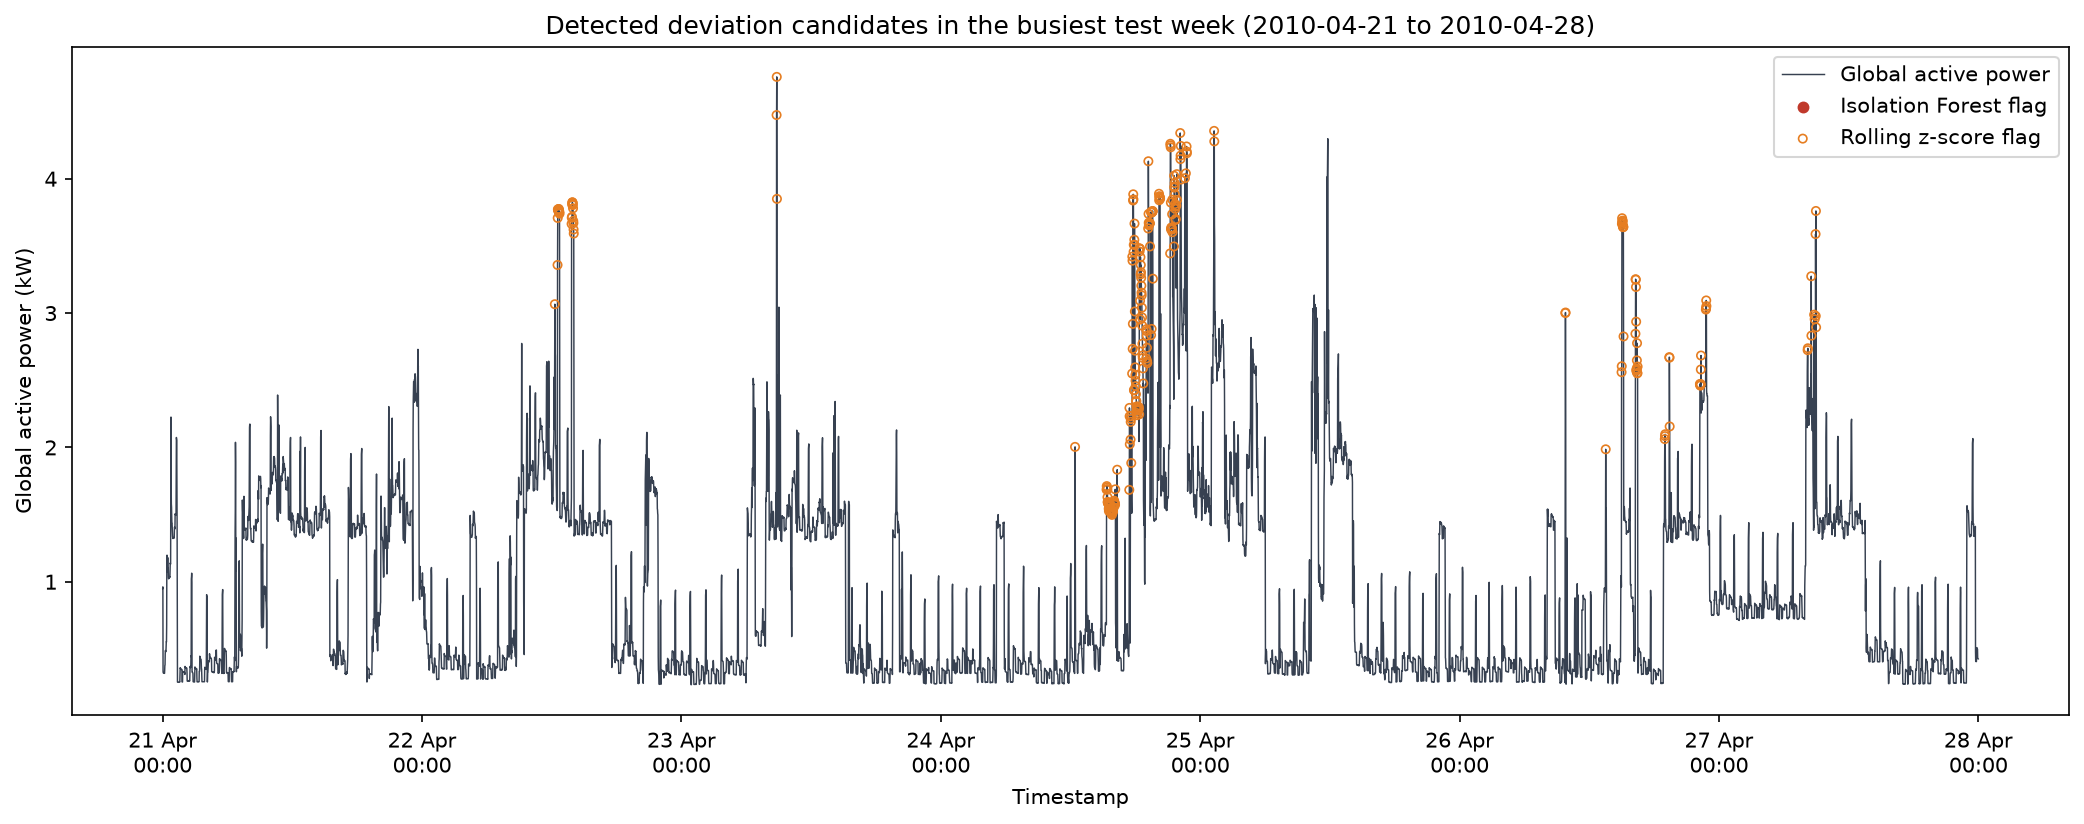 Detected deviation candidates in the busiest test week (2010-04-21 to 2010-04-28)
Global active power
Isolation Forest flag
Rolling z-score flag
Global active power (kW)
4
3
2
1
21 Apr
00:00
22 Apr
00:00
23 Apr
00:00
24 Apr
00:00
25 Apr
00:00
26 Apr
00:00
27 Apr
00:00
28 Apr
00:00
Timestamp